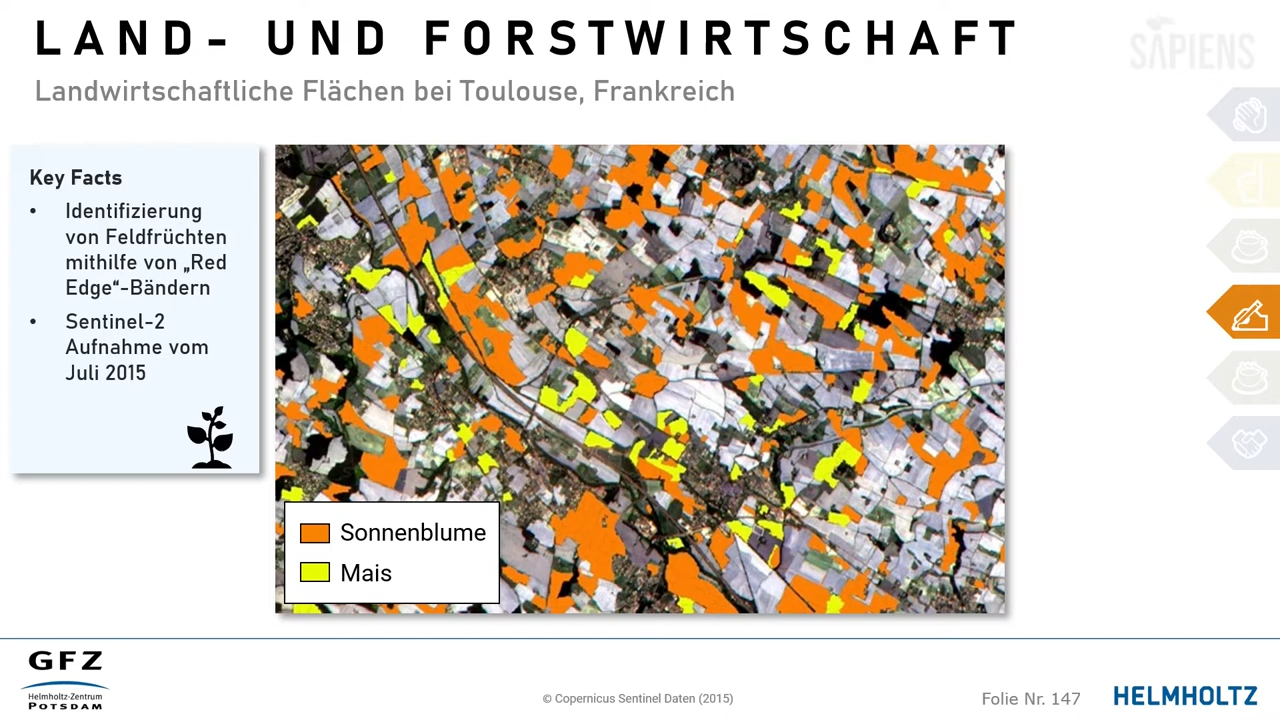 LAND- UND FORSTWIRTSCHAFT
SAPIENS
Landwirtschaftliche Flächen bei Toulouse, Frankreich
Key Facts
• Identifizierung
von Feldfrüchten
mithilfe von „Red
Edge“-Bändern
• Sentinel-2
Aufnahme vom
Juli 2015
Sonnenblume
Mais
GFZ
Helmholtz-Zentrum
POTSDAM
© Copernicus Sentinel Daten (2015)
Folie Nr. 147
HELMHOLTZ